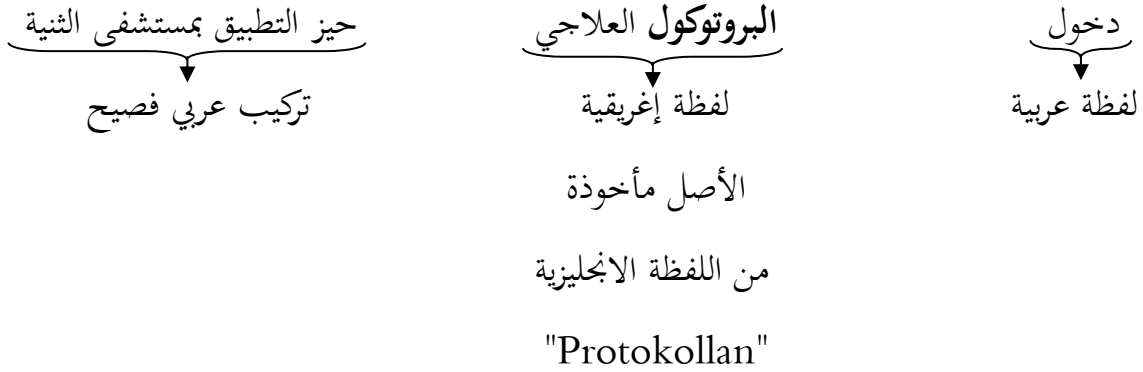 دخول البروتوكول العلاجي حيز التطبيق بمستشفى الثنية
لفظة عربية لفظة إغريقية تركيب عربي فصيح
الأصل مأخوذة
من اللفظة الانجليزية
"Protokollan"